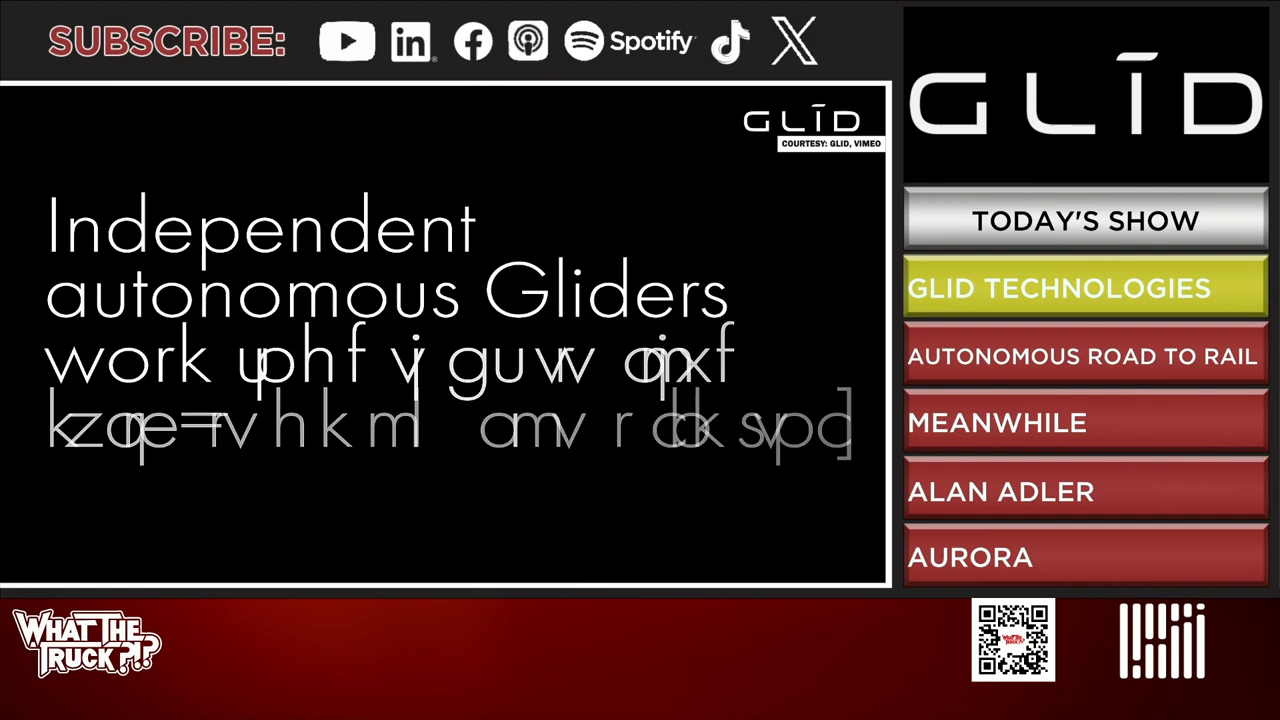 SUBSCRIBE:
Spotify
GLĪD
GLĪD
COURTESY: GLID, VIMEO
Independent
autonomous Gliders
work
TODAY'S SHOW
GLID TECHNOLOGIES
AUTONOMOUS ROAD TO RAIL
MEANWHILE
ALAN ADLER
AURORA
WHAT THE
TRUCK?!?